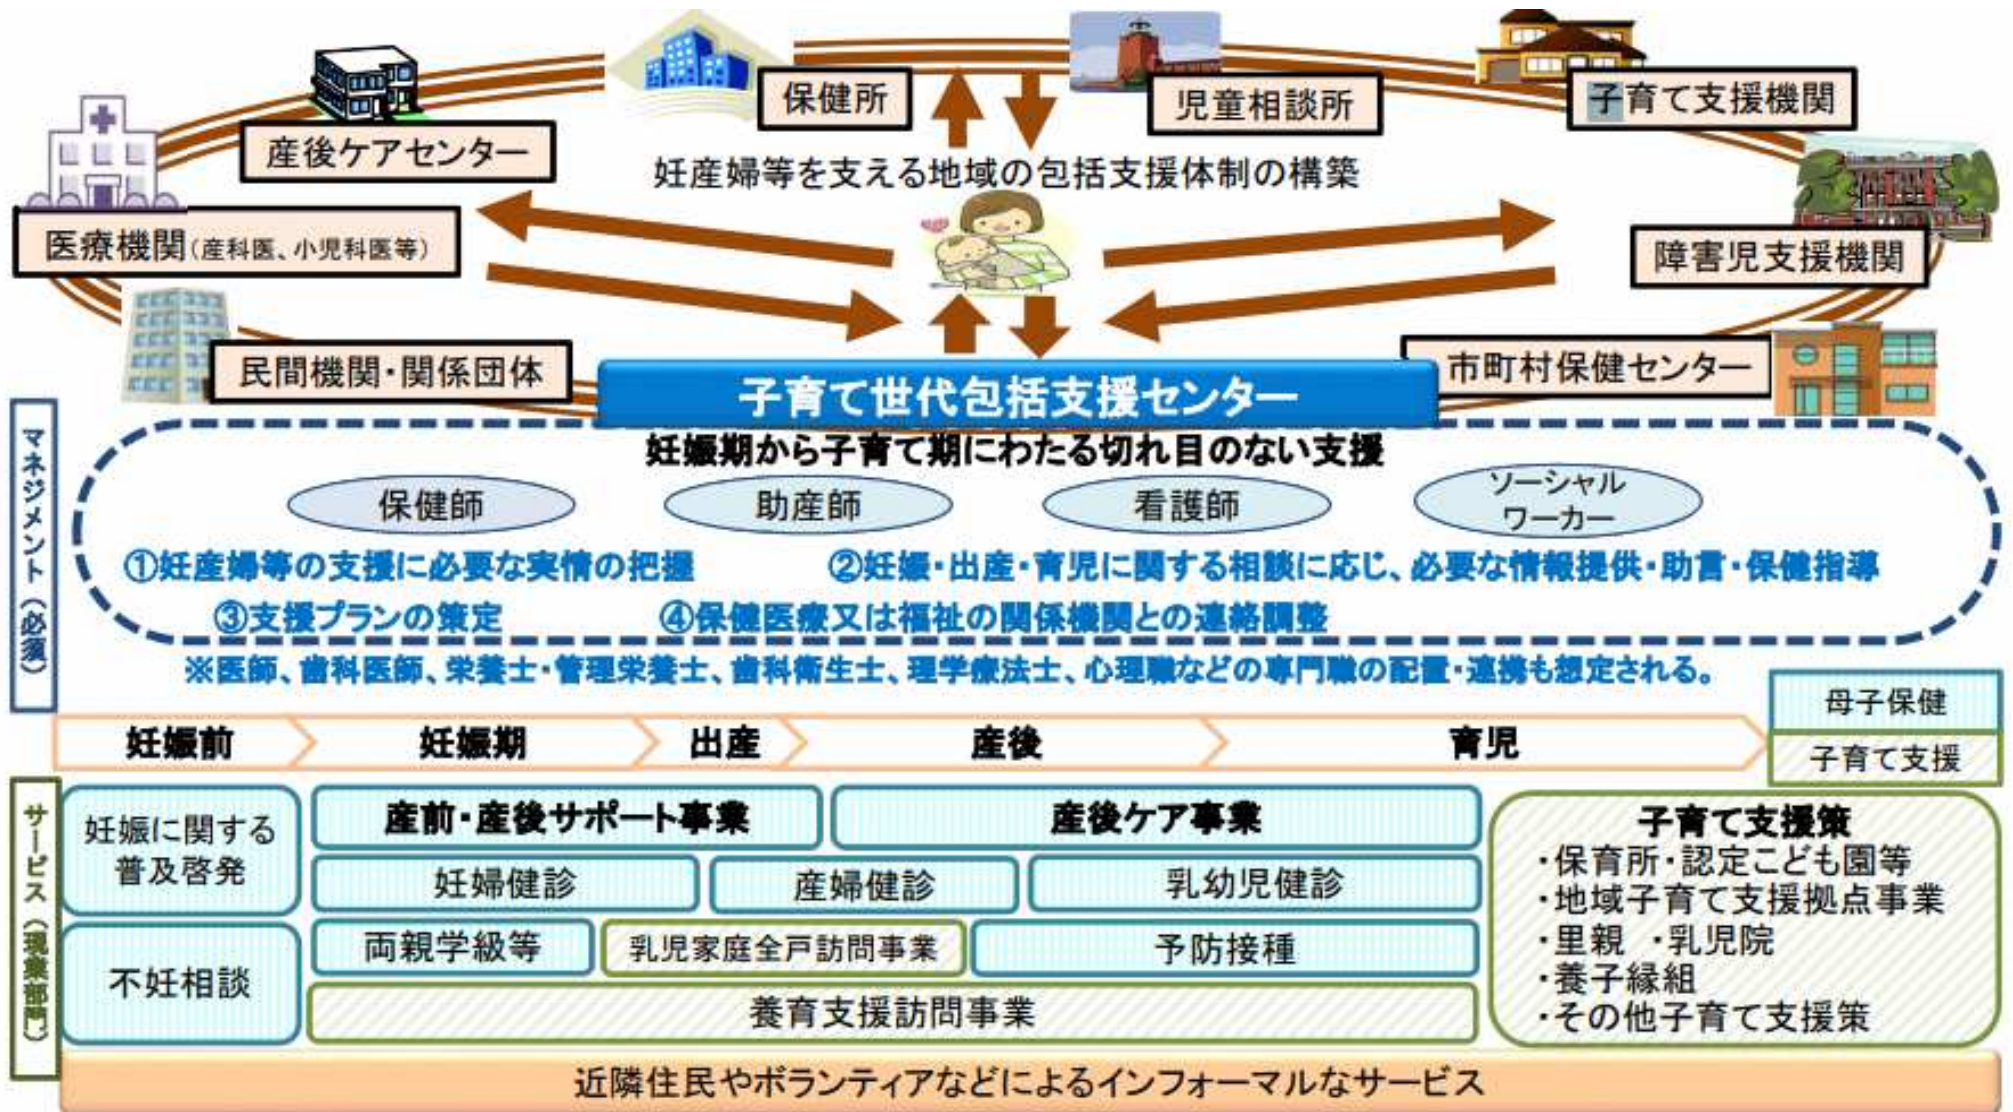 保健所
児童相談所
子育て支援機関
産後ケアセンター
妊産婦等を支える地域の包括支援体制の構築
医療機関(産科医、小児科医等)
障害児支援機関
民間機関・関係団体
市町村保健センター
子育て世代包括支援センター
妊娠期から子育て期にわたる切れ目のない支援
マネジメント(必須)
保健師
助産師
看護師
ソーシャル
ワーカー
①妊産婦等の支援に必要な実情の把握
②妊娠・出産・育児に関する相談に応じ、必要な情報提供・助言・保健指導
③支援プランの策定
④保健医療又は福祉の関係機関との連絡調整
※医師、歯科医師、栄養士・管理栄養士、歯科衛生士、理学療法士、心理職などの専門職の配置・連携も想定される。
母子保健
子育て支援
妊娠前
妊娠期
出産
産後
育児
サービス(現業部門)
妊娠に関する
普及啓発
不妊相談
産前・産後サポート事業
産後ケア事業
妊婦健診
産婦健診
乳幼児健診
両親学級等
乳児家庭全戸訪問事業
予防接種
養育支援訪問事業
子育て支援策
・保育所・認定こども園等
・地域子育て支援拠点事業
・里親 ・乳児院
・養子縁組
・その他子育て支援策
近隣住民やボランティアなどによるインフォーマルなサービス